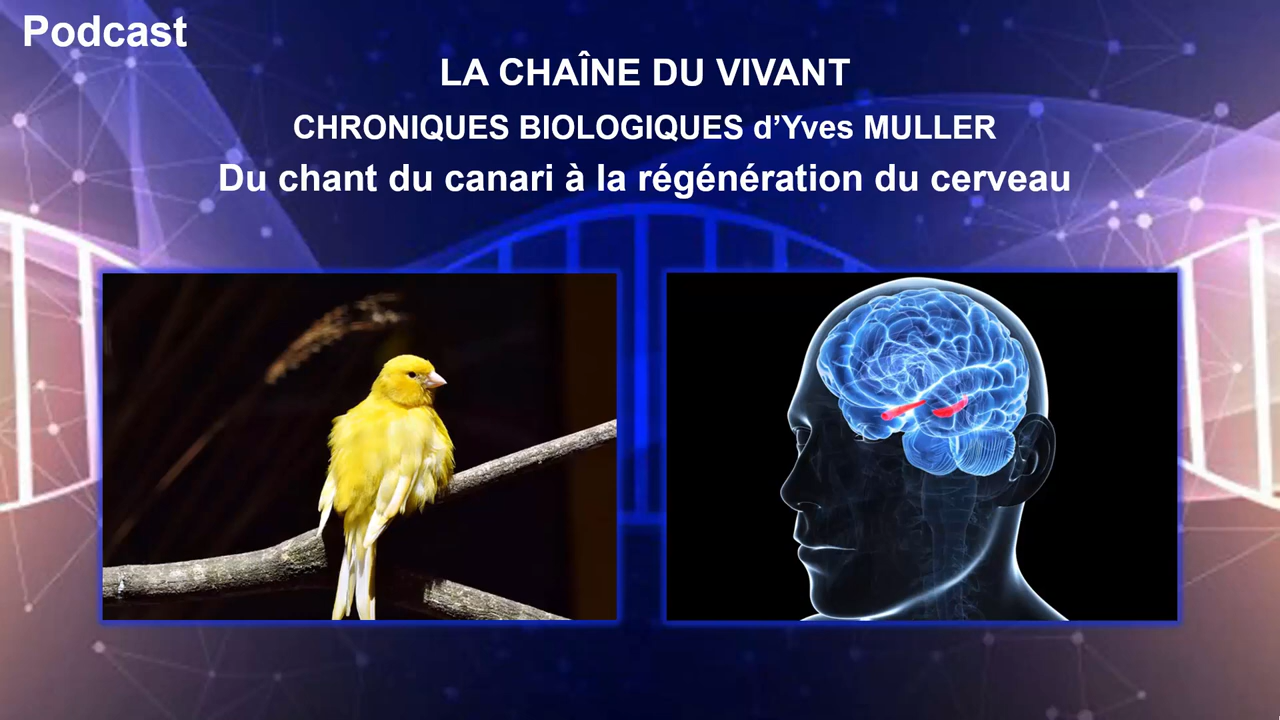 Podcast
LA CHAÎNE DU VIVANT
CHRONIQUES BIOLOGIQUES d’Yves MULLER
Du chant du canari à la régénération du cerveau